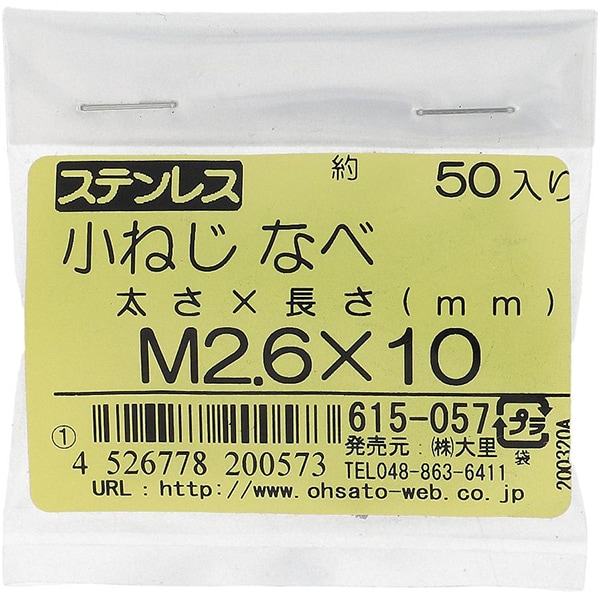 ステンレス 約 50入り
小ねじ なべ
太さ×長さ(mm)
M2.6×10
① 615-057 プラ
発売元：㈱大里 袋
4 526778 200573 TEL048-863-6411
URL：http://www.ohsato-web.co.jp
200320A